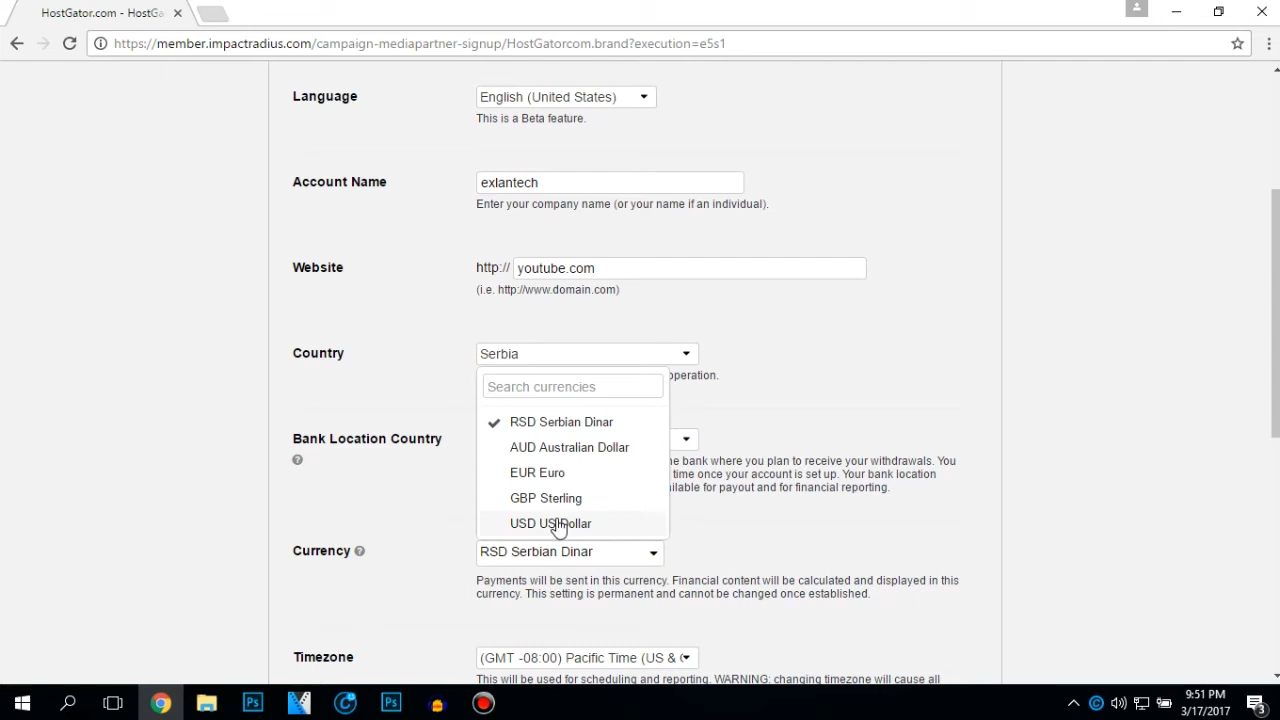 HostGator.com - HostGa
https://member.impactradius.com/campaign-mediapartner-signup/HostGatorcom.brand?execution=e5s1
Language
English (United States)
This is a Beta feature.
Account Name
exlantech
Enter your company name (or your name if an individual).
Website
http://
youtube.com
(i.e. http://www.domain.com)
Country
Serbia
operation.
Search currencies
RSD Serbian Dinar
AUD Australian Dollar
EUR Euro
GBP Sterling
USD US Dollar
Bank Location Country
?
he bank where you plan to receive your withdrawals. You
time once your account is set up. Your bank location
ailable for payout and for financial reporting.
Currency ?
RSD Serbian Dinar
Payments will be sent in this currency. Financial content will be calculated and displayed in this
currency. This setting is permanent and cannot be changed once established.
Timezone
(GMT -08:00) Pacific Time (US & (
This will be used for scheduling and reporting. WARNING: changing timezone will cause all
Ps
Ps
9:51 PM
3/17/2017
3